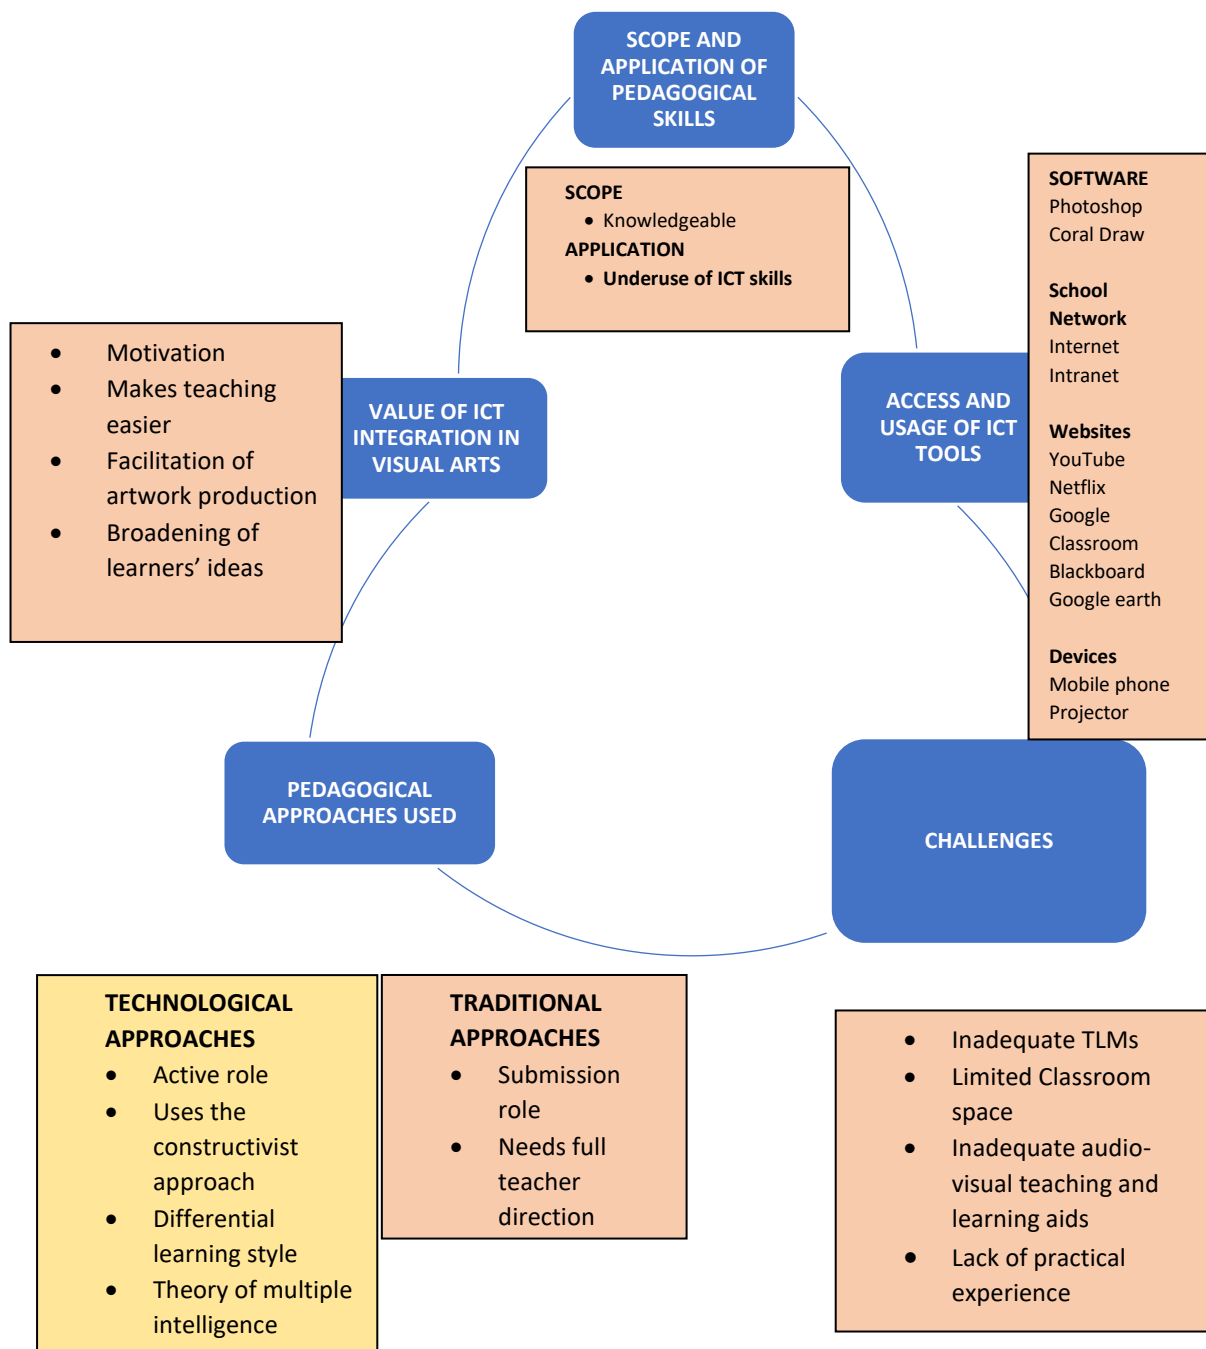 SCOPE AND
APPLICATION OF
PEDAGOGICAL
SKILLS
SCOPE
• Knowledgeable
APPLICATION
• Underuse of ICT skills
SOFTWARE
Photoshop
Coral Draw
School
Network
Internet
Intranet
Websites
YouTube
Netflix
Google
Classroom
Blackboard
Google earth
Devices
Mobile phone
Projector
ACCESS AND
USAGE OF ICT
TOOLS
• Motivation
• Makes teaching
easier
• Facilitation of
artwork production
• Broadening of
learners’ ideas
VALUE OF ICT
INTEGRATION IN
VISUAL ARTS
PEDAGOGICAL
APPROACHES USED
CHALLENGES
TECHNOLOGICAL
APPROACHES
• Active role
• Uses the
constructivist
approach
• Differential
learning style
• Theory of multiple
intelligence
TRADITIONAL
APPROACHES
• Submission
role
• Needs full
teacher
direction
• Inadequate TLMs
• Limited Classroom
space
• Inadequate audio-
visual teaching and
learning aids
• Lack of practical
experience